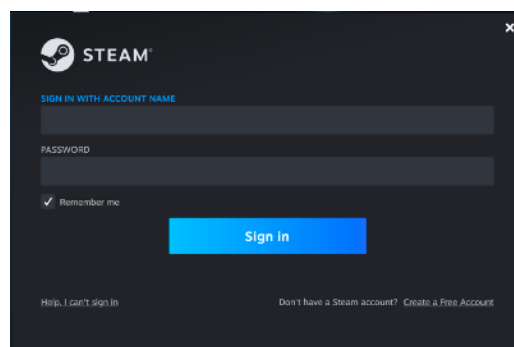 STEAM
SIGN IN WITH ACCOUNT NAME
PASSWORD
Remember me
Sign in
Help, I can't sign in
Don't have a Steam account? Create a Free Account